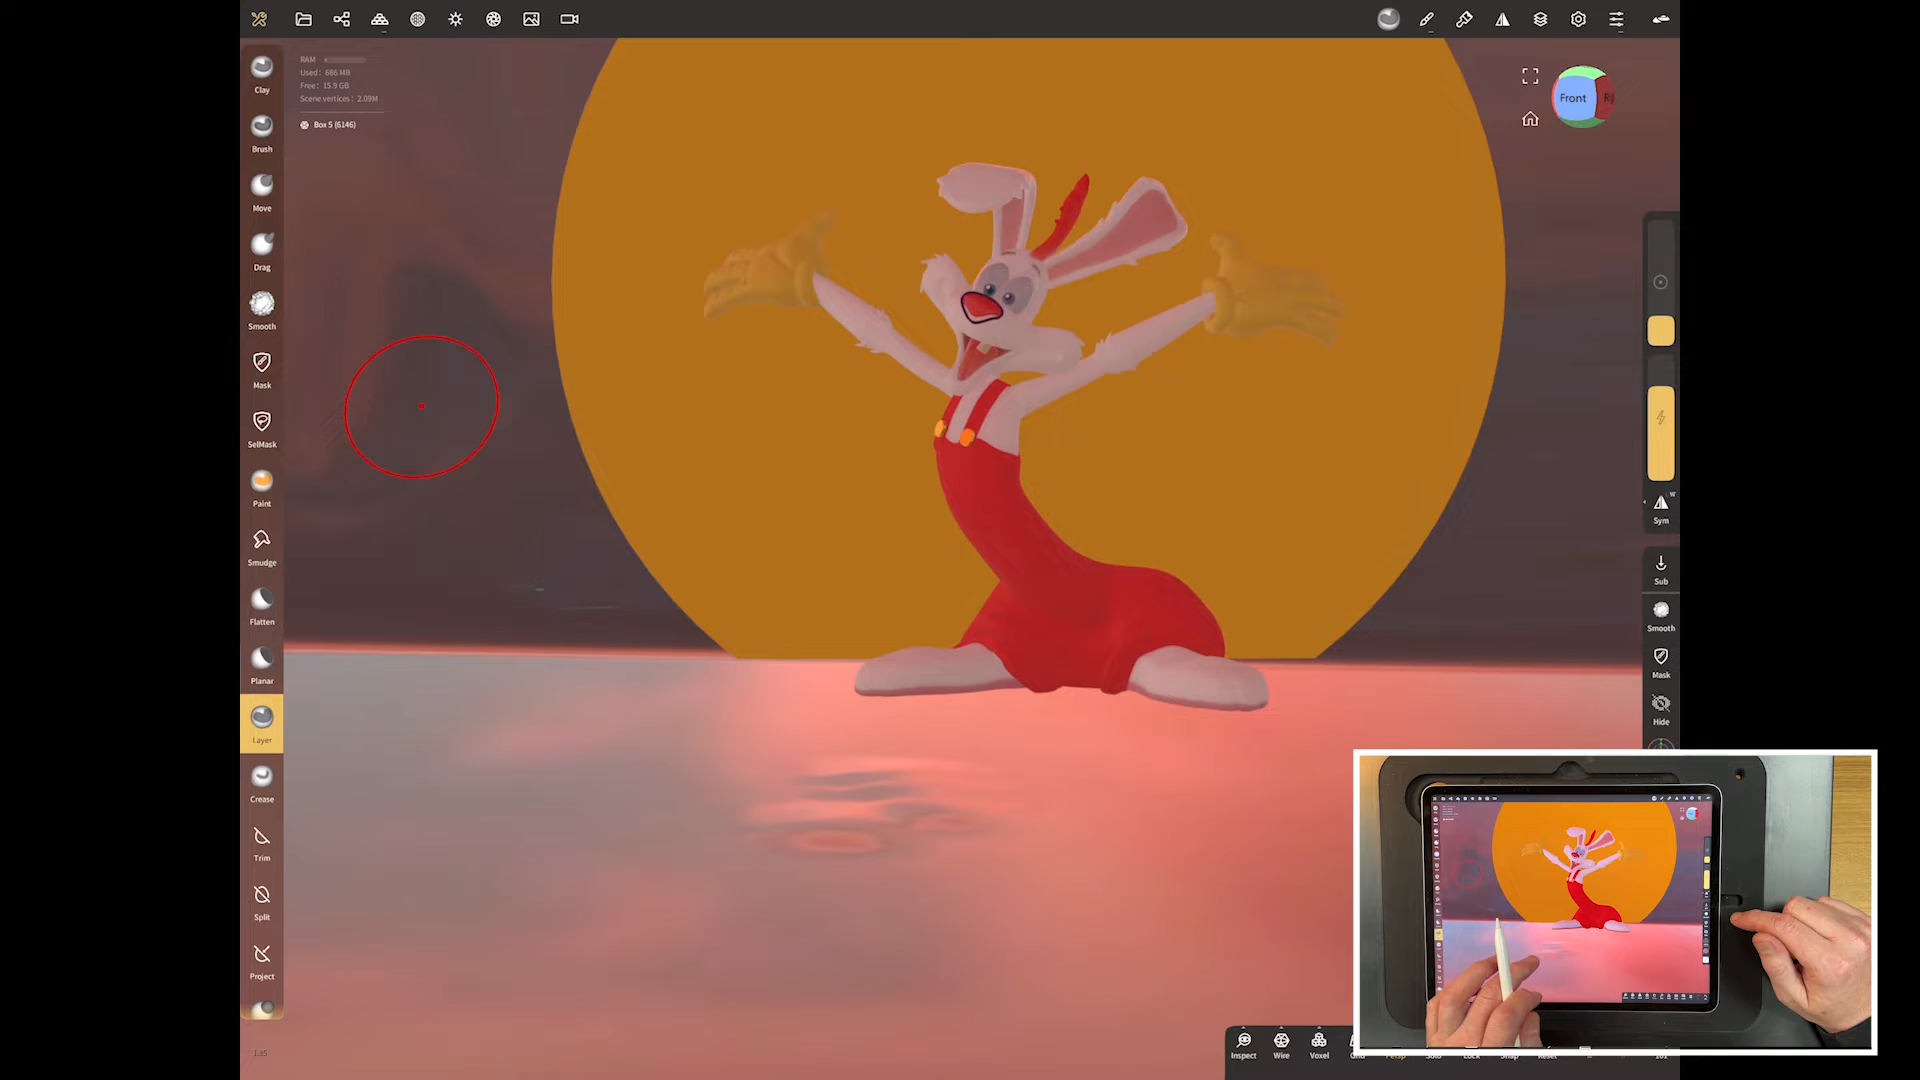 RAM
Used: 686 MB
Free: 15.9 GB
Scene vertices: 2.09M
Box 5 (6146)
Front
Clay
Brush
Move
Drag
Smooth
Mask
SelMask
Paint
Smudge
Flatten
Planar
Layer
Crease
Trim
Split
Project
Sym
Sub
Smooth
Mask
Hide
Inspect
Wire
Voxel